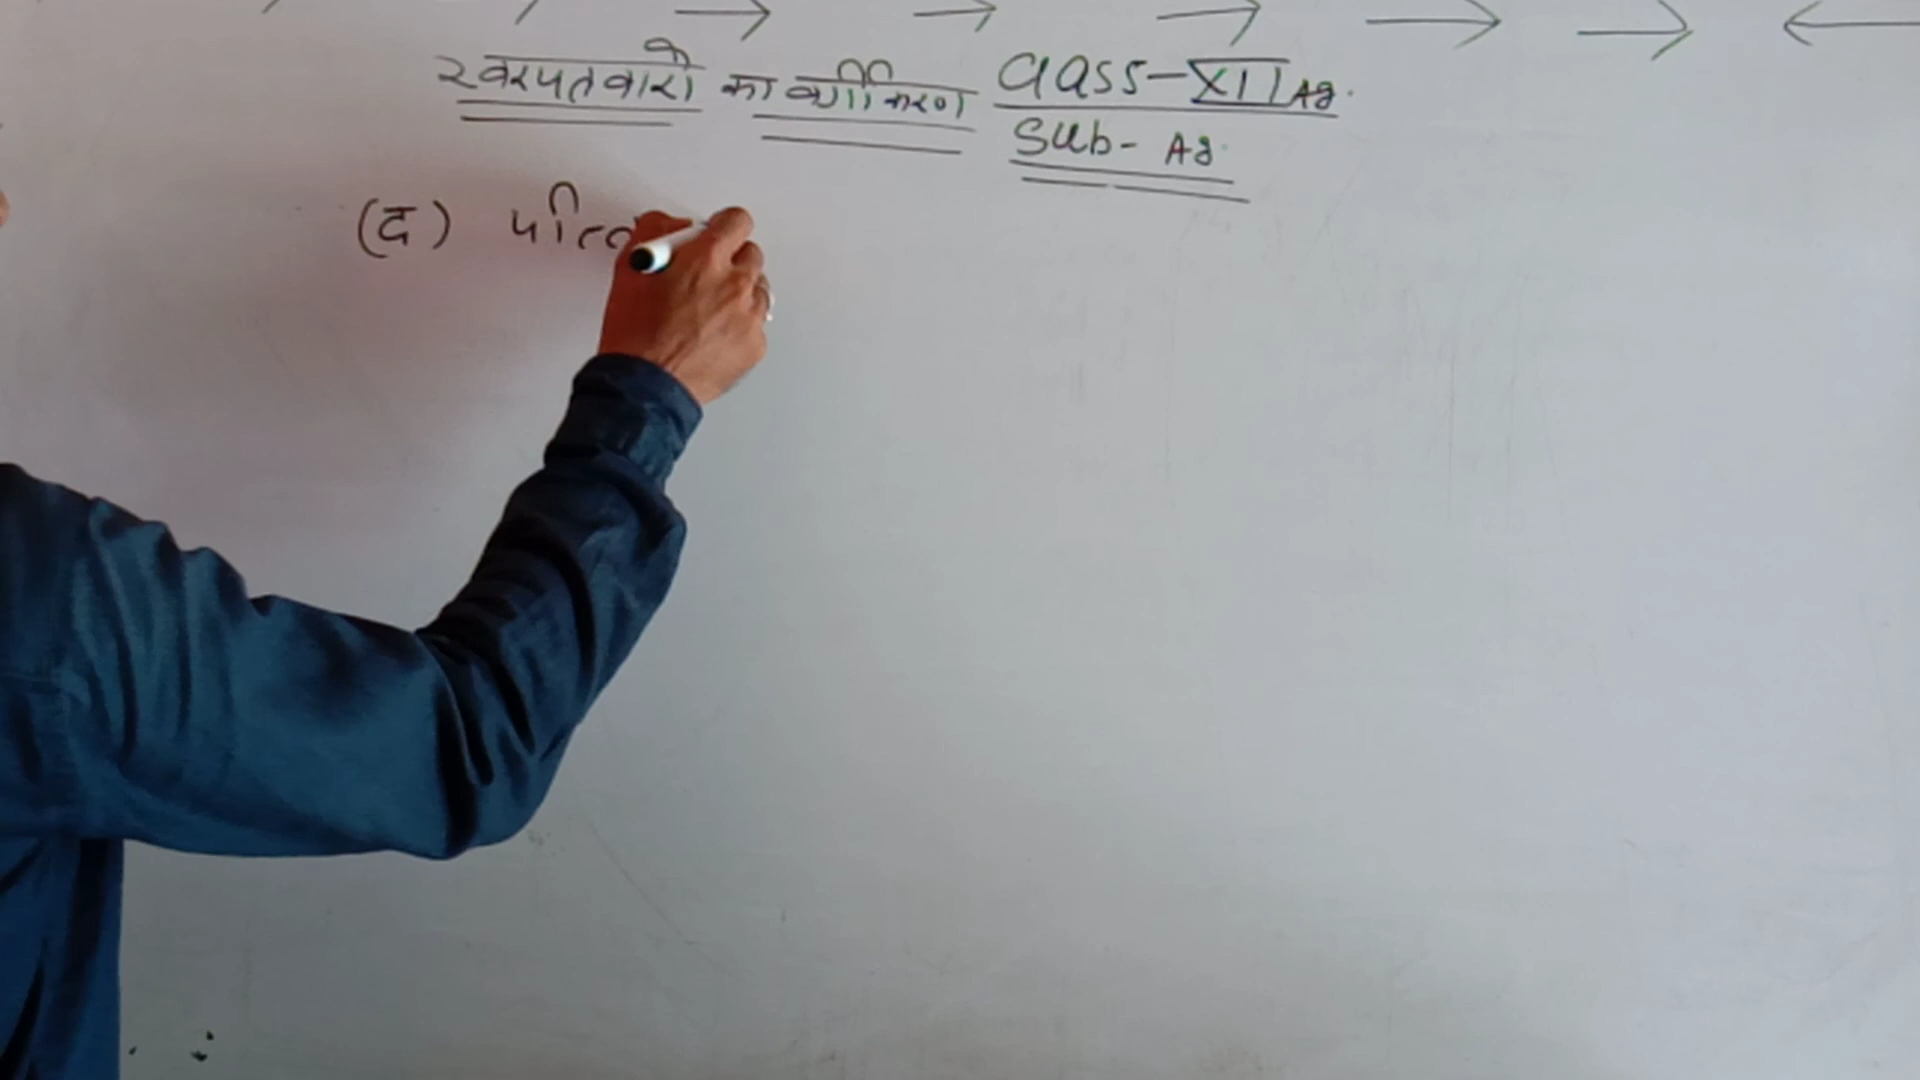 खरपतवारो का वर्गीकरण Class-XII Ag.
Sub- Ag.
(द)